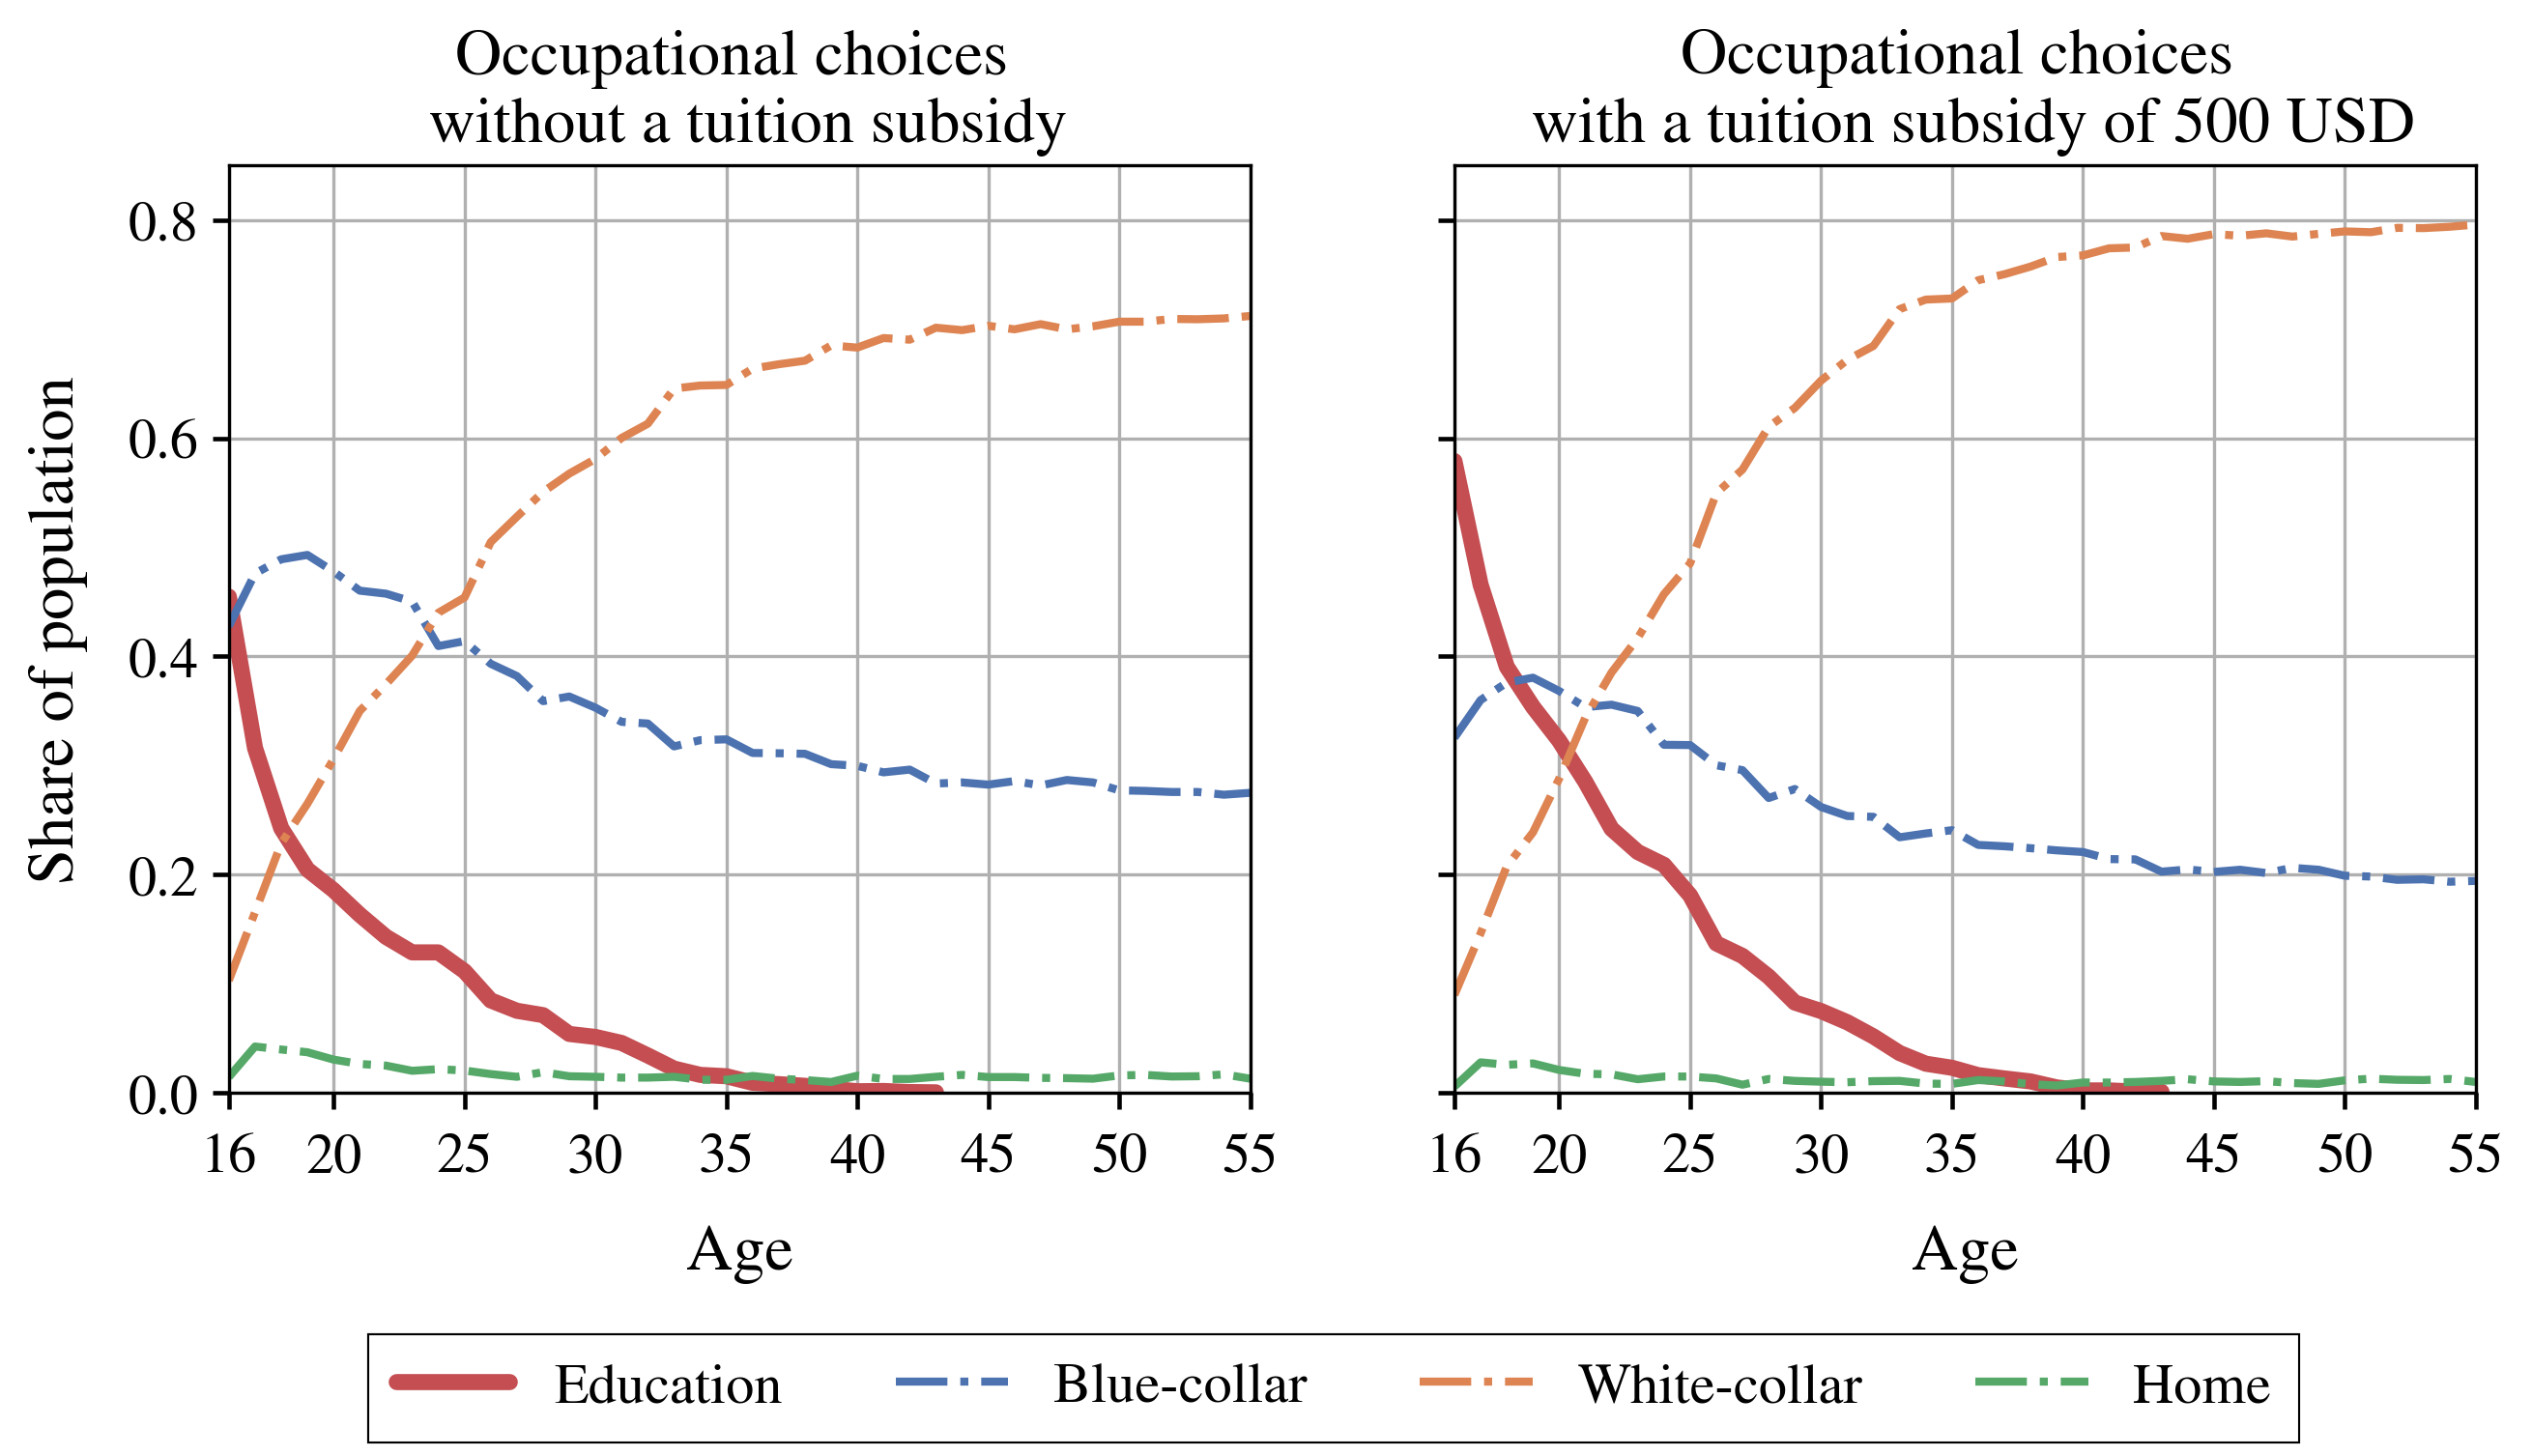 Occupational choices
without a tuition subsidy
Occupational choices
with a tuition subsidy of 500 USD
Share of population
0.8
0.6
0.4
0.2
0.0
16 20 25 30 35 40 45 50 55
16 20 25 30 35 40 45 50 55
Age
Age
Education Blue-collar White-collar Home